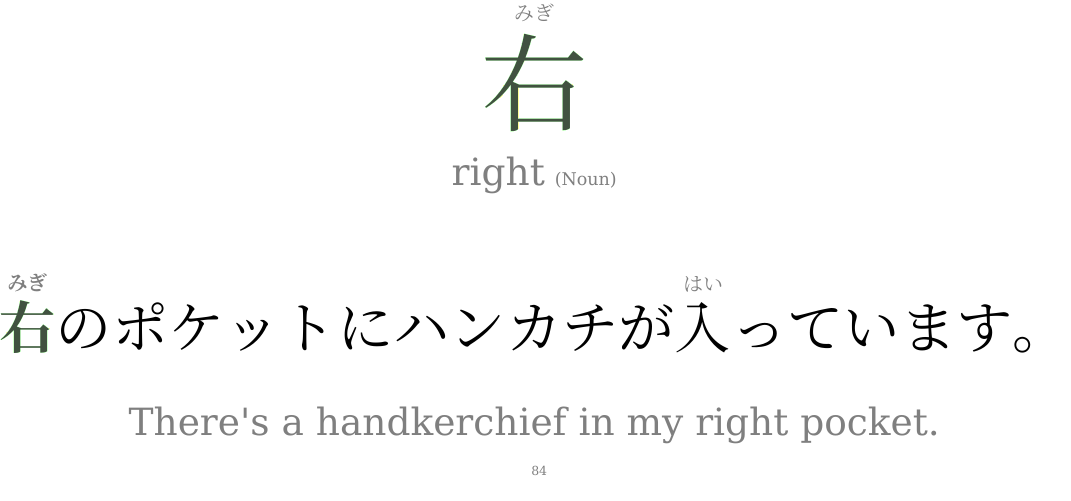 みぎ
右
right (Noun)
みぎ はい
右のポケットにハンカチが入っています。
There's a handkerchief in my right pocket.
84